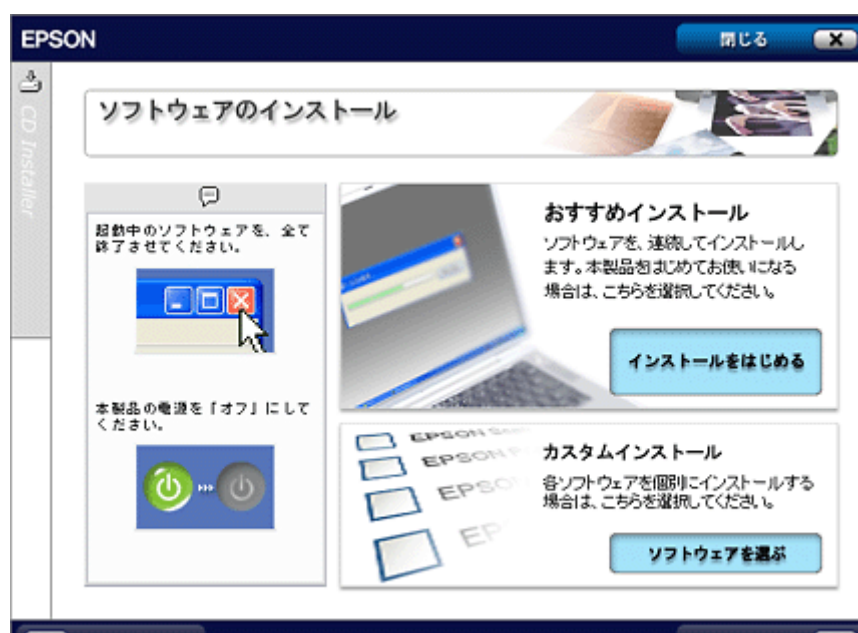 EPSON
閉じる
CD Installer
ソフトウェアのインストール
起動中のソフトウェアを、全て
終了させてください。
本製品の電源を「オフ」にして
ください。
おすすめインストール
ソフトウェアを、連続してインストールし
ます。本製品をはじめてお使いになる
場合は、こちらを選択してください。
インストールをはじめる
EPSON Scan
EPSON P
EPSO
EP
カスタムインストール
各ソフトウェアを個別にインストールする
場合は、こちらを選択してください。
ソフトウェアを選ぶ